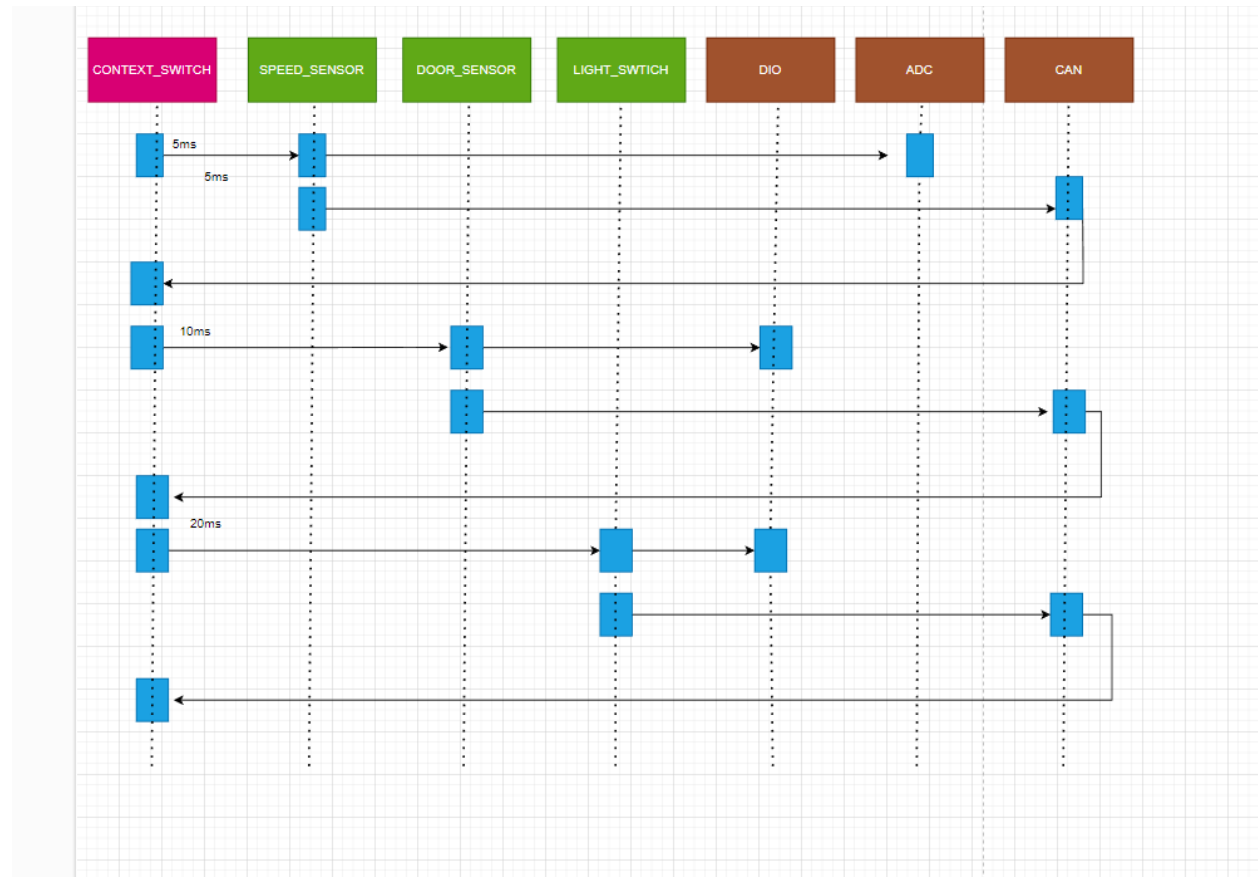 CONTEXT_SWITCH
SPEED_SENSOR
DOOR_SENSOR
LIGHT_SWTICH
DIO
ADC
CAN
5ms
5ms
10ms
20ms